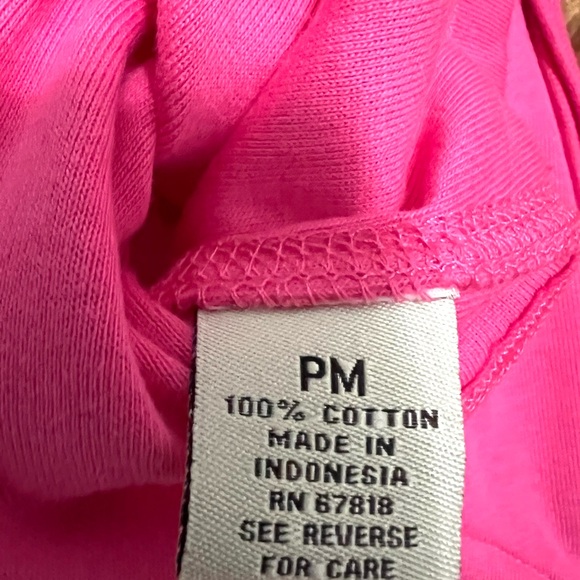 PM
100% COTTON
MADE IN
INDONESIA
RN 67818
SEE REVERSE
FOR CARE